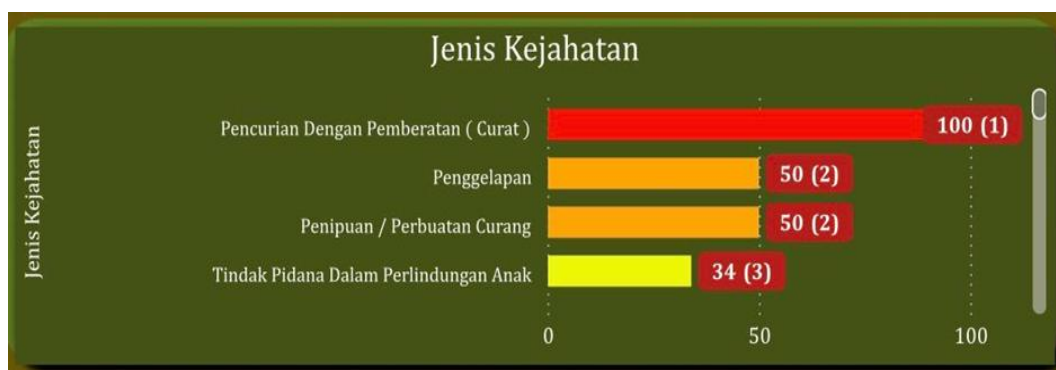 Jenis Kejahatan
Jenis Kejahatan
Pencurian Dengan Pemberatan ( Curat ) 100 (1)
Penggelapan 50 (2)
Penipuan / Perbuatan Curang 50 (2)
Tindak Pidana Dalam Perlindungan Anak 34 (3)
0 50 100